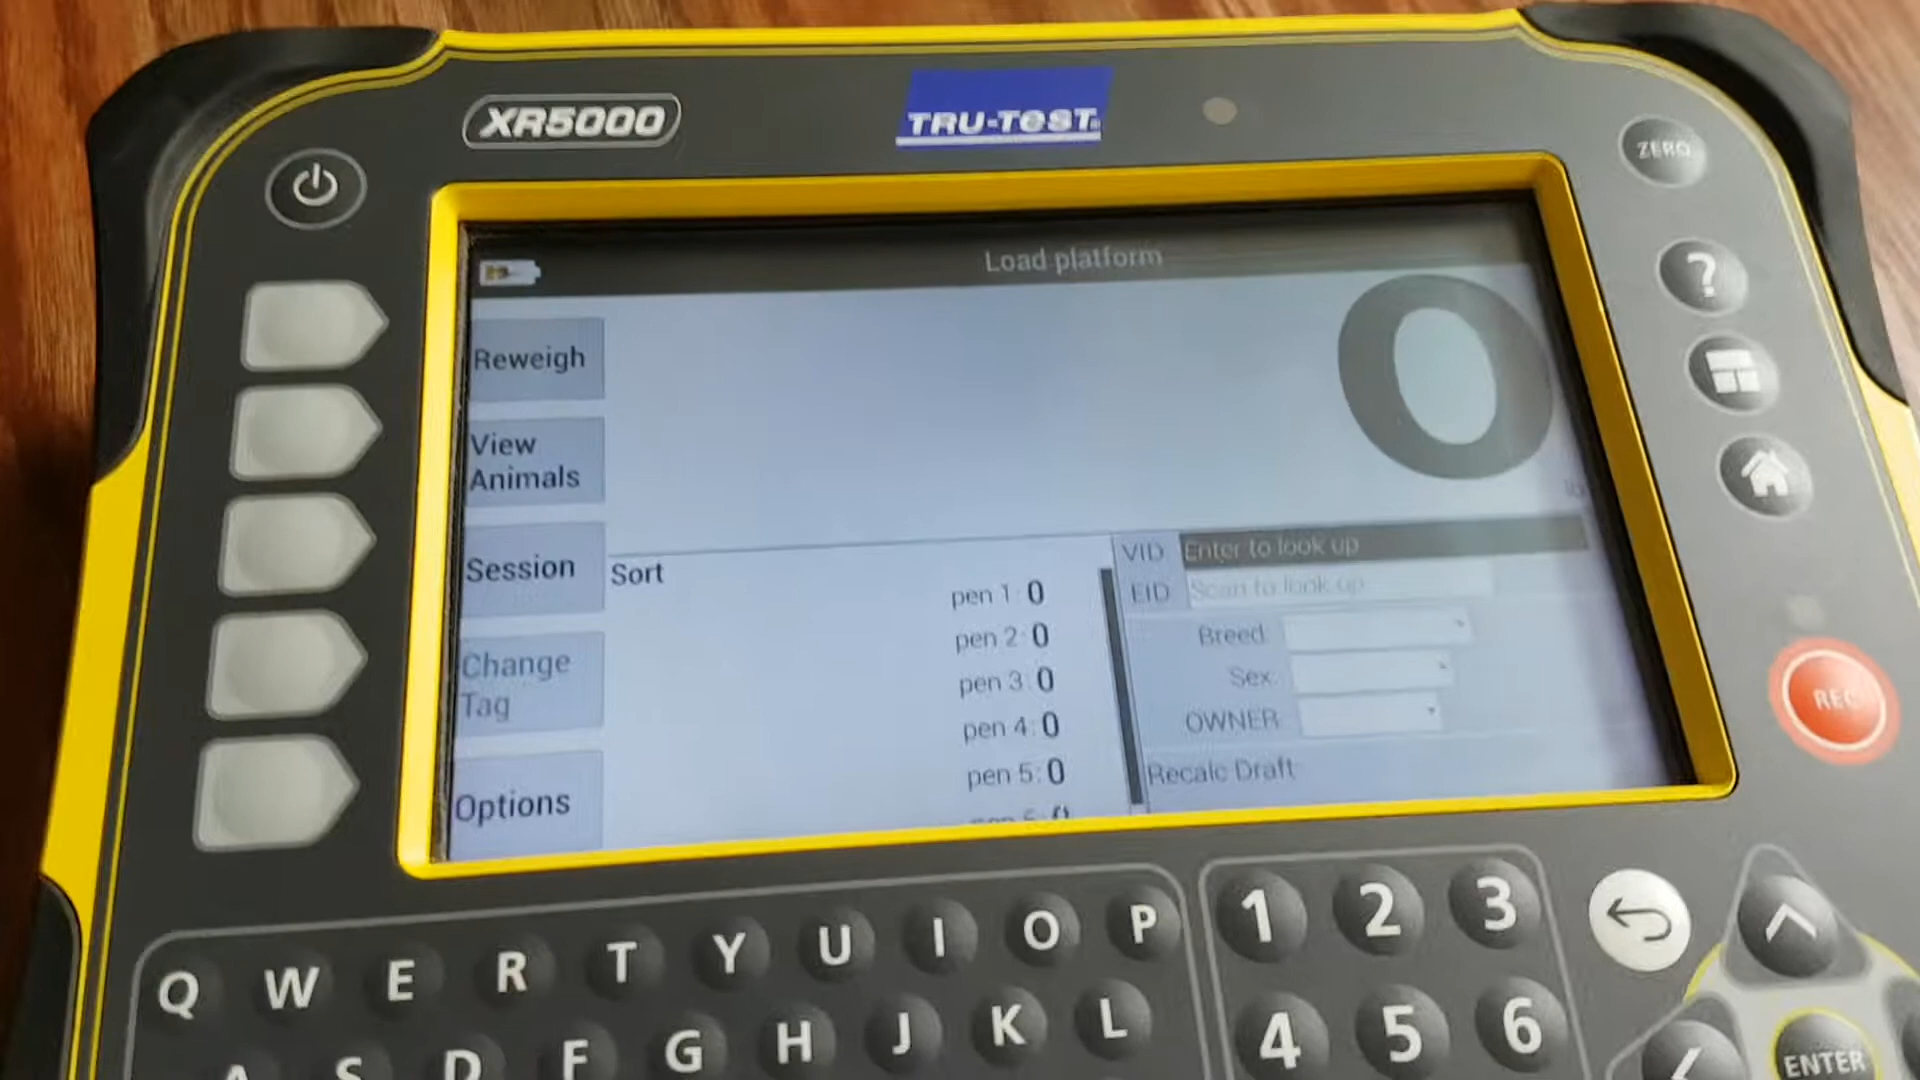 XR5000
TRU-TEST
ZERO
?
Load platform
0
Reweigh
View
Animals
Session
Change
Tag
Options
Sort
pen 1: 0
pen 2: 0
pen 3: 0
pen 4: 0
pen 5: 0
VID Enter to look up
EID Scan to look up
Breed:
Sex:
OWNER:
Recalc Draft
REC
Q W E R T Y U I O P
1 2 3
A S D F G H J K L
4 5 6
ENTER